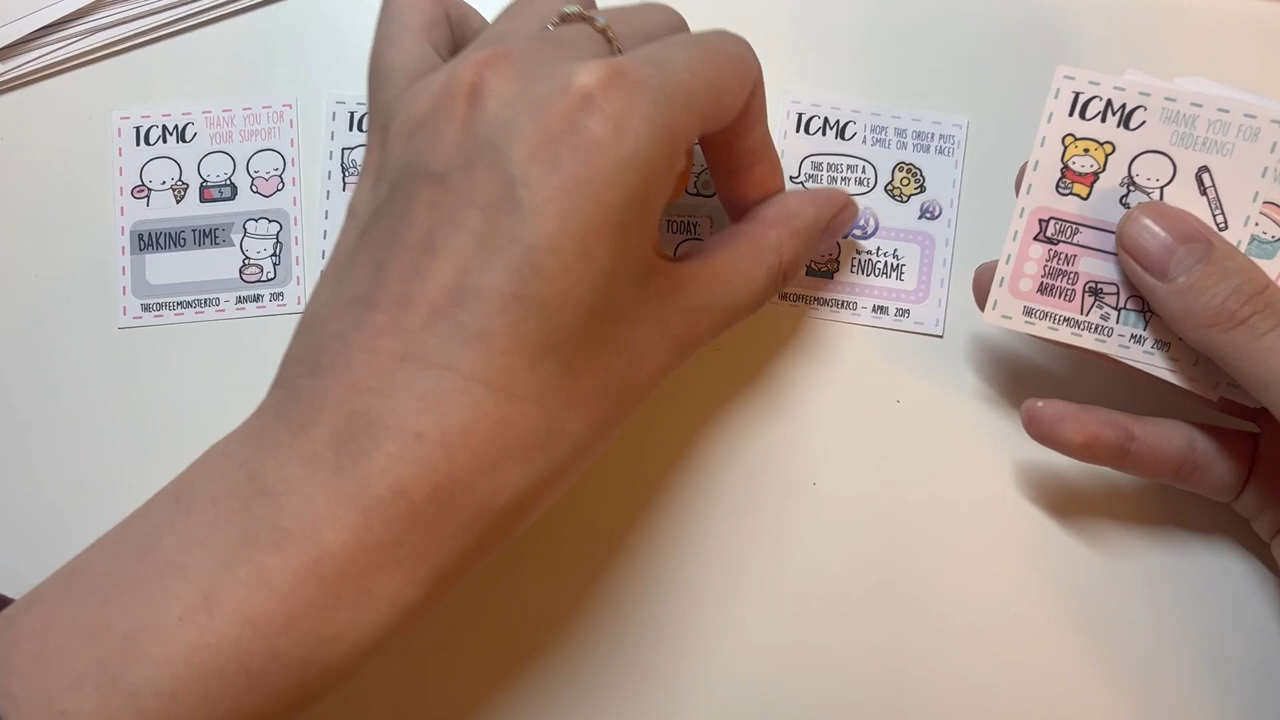 TCMC
THANK YOU FOR
YOUR SUPPORT!
BAKING TIME:
THECOFFEEMONSTERZCO — JANUARY 2019
TC
TODAY:
TCMC
I HOPE THIS ORDER PUTS
A SMILE ON YOUR FACE!
THIS DOES PUT A
SMILE ON MY FACE
watch
ENDGAME
THECOFFEEMONSTERZCO — APRIL 2019
TCMC
THANK YOU FOR
ORDERING!
SHOP:
SPENT
SHIPPED
ARRIVED
THECOFFEEMONSTERZCO — MAY 2019